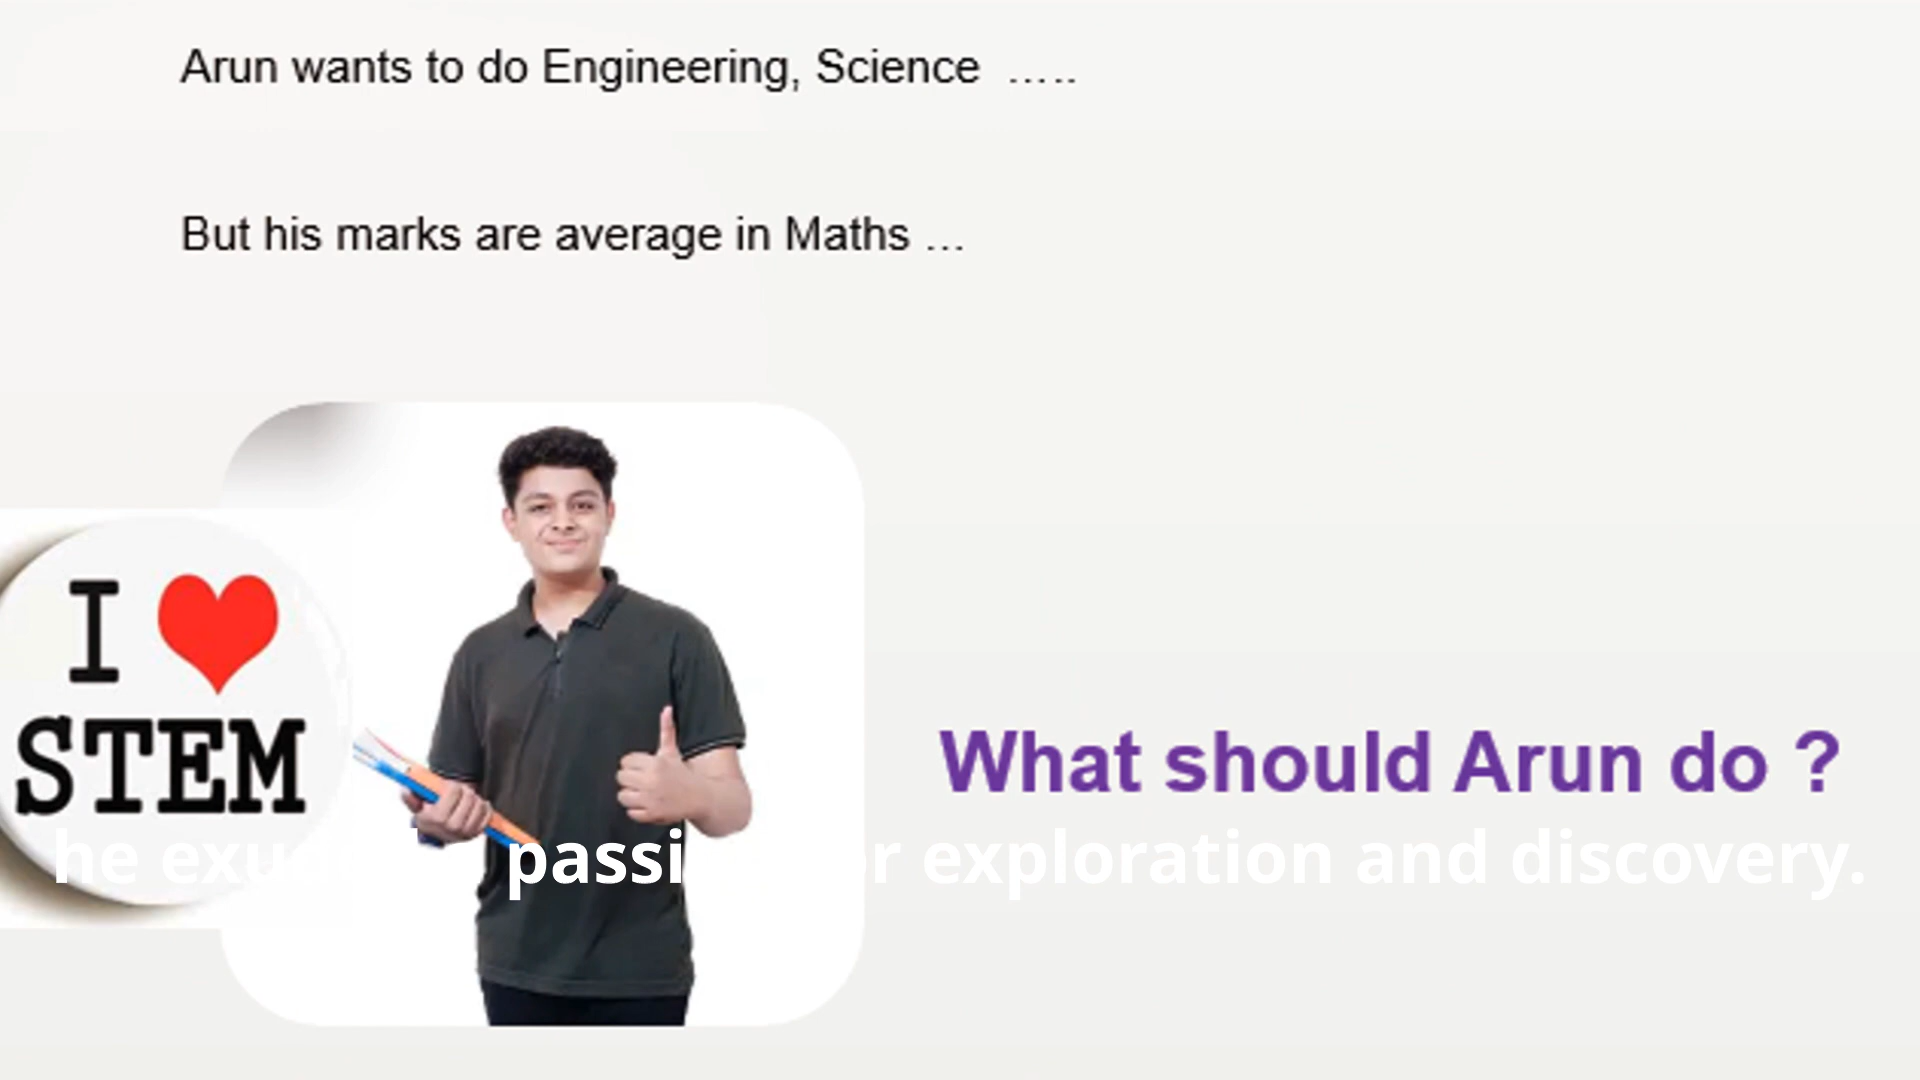 Arun wants to do Engineering, Science .....
But his marks are average in Maths ...
I ❤
STEM
What should Arun do ?
he passi r exploration and discovery.